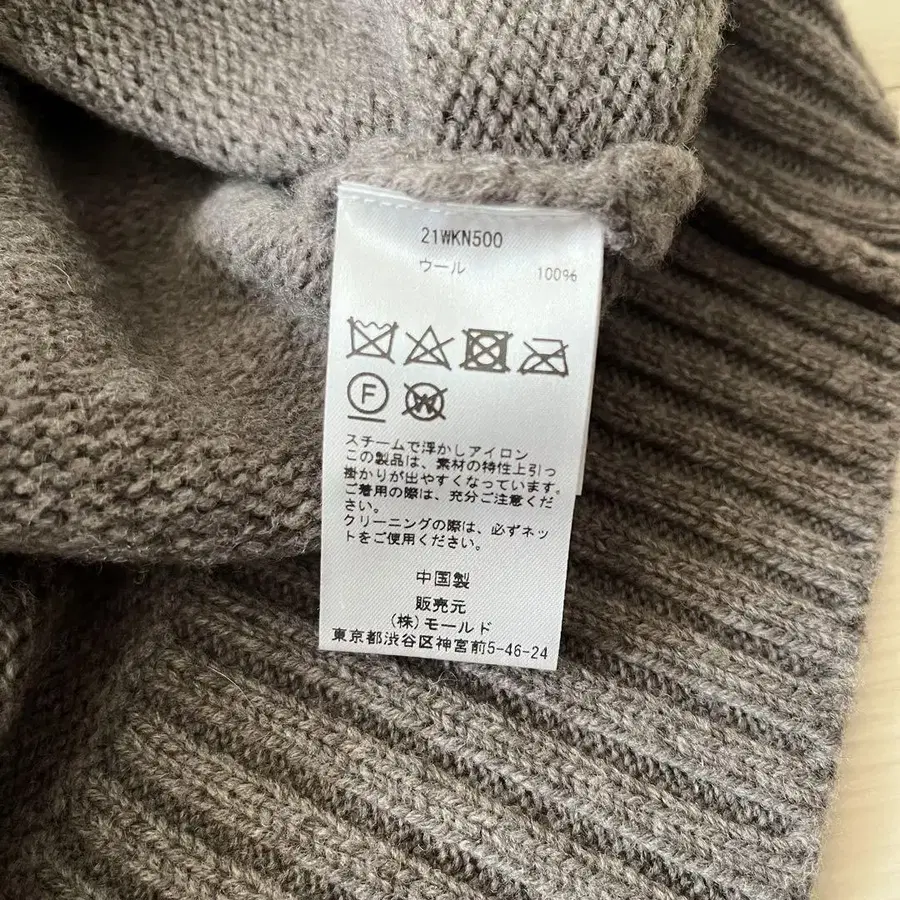 21WKN500
ウール 100%
F
W
スチームで浮かしアイロン
この製品は、素材の特性上引っ
掛かりが出やすくなっています。
ご着用の際は、充分ご注意くだ
さい。
クリーニングの際は、必ずネッ
トをご使用ください。
中国製
販売元
(株)モールド
東京都渋谷区神宮前5-46-24